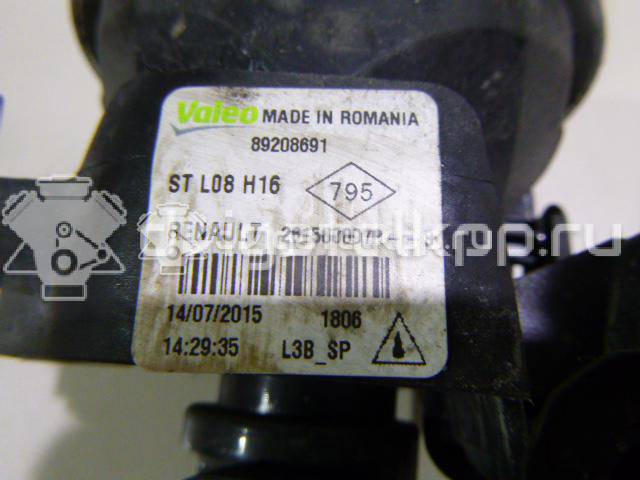 Valeo MADE IN ROMANIA
89208691
ST L08 H16
795
RENAULT
14/07/2015 1806
14:29:35 L3B_SP